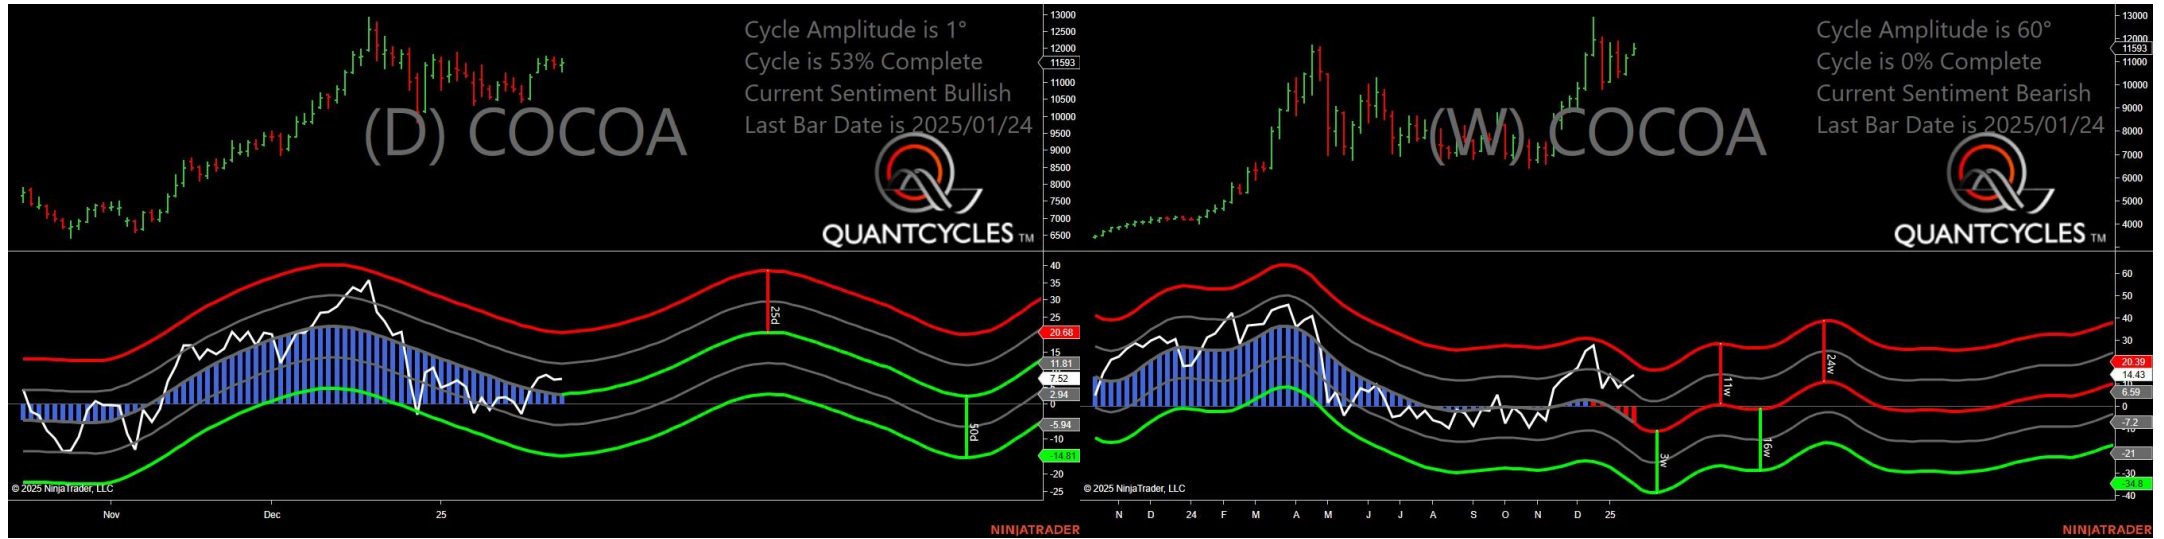 Cycle Amplitude is 1°
Cycle is 53% Complete
Current Sentiment Bullish
Last Bar Date is 2025/01/24
(D) COCOA
QUANTCYCLES TM
13000
12500
12000
11593
11000
10500
10000
9500
9000
8500
8000
7500
7000
6500
40
35
30
25
20.68
15
11.81
7.52
2.94
0
-5.94
-10
-14.81
-20
-25
25d
50d
© 2025 NinjaTrader, LLC
Nov Dec 25
NINJATRADER
Cycle Amplitude is 60°
Cycle is 0% Complete
Current Sentiment Bearish
Last Bar Date is 2025/01/24
(W) COCOA
QUANTCYCLES TM
13000
12000
11593
11000
9000
8000
7000
6000
5000
4000
60
50
40
30
20.39
14.43
10
6.59
0
-7.2
-10
-21
-30
-34.8
-40
3w
11w
16w
24w
© 2025 NinjaTrader, LLC
N D 24 F M A M J J A S O N D 25
NINJATRADER